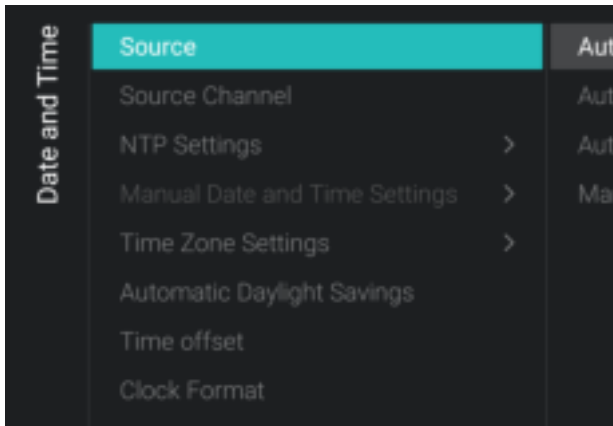 Date and Time
Source
Source Channel
NTP Settings
Manual Date and Time Settings
Time Zone Settings
Automatic Daylight Savings
Time offset
Clock Format
Aut
Aut
Aut
Ma